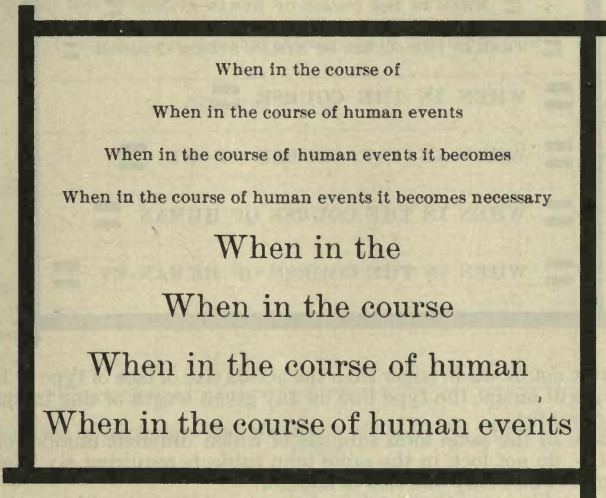 When in the course of
When in the course of human events
When in the course of human events it becomes
When in the course of human events it becomes necessary
When in the
When in the course
When in the course of human
When in the course of human events